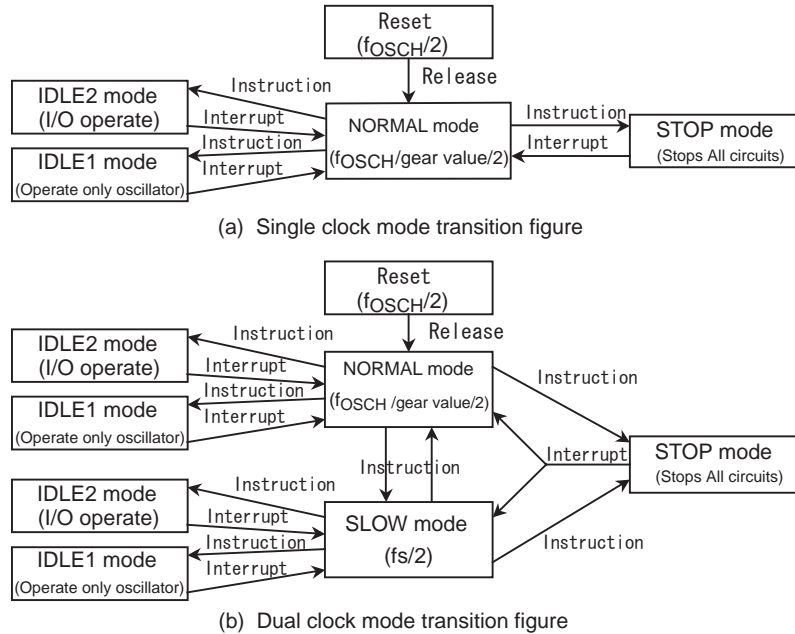 Reset
(fOSCH/2)
Release
Instruction
IDLE2 mode
(I/O operate)
Interrupt
Instruction
IDLE1 mode
(Operate only oscillator)
Interrupt
NORMAL mode
(fOSCH/gear value/2)
Instruction
Interrupt
STOP mode
(Stops All circuits)
(a) Single clock mode transition figure
Reset
(fOSCH/2)
Release
Instruction
IDLE2 mode
(I/O operate)
Interrupt
Instruction
IDLE1 mode
(Operate only oscillator)
Interrupt
NORMAL mode
(fOSCH /gear value/2)
Instruction
Instruction
Interrupt
STOP mode
(Stops All circuits)
IDLE2 mode
(I/O operate)
Instruction
Interrupt
Instruction
IDLE1 mode
(Operate only oscillator)
Interrupt
SLOW mode
(fs/2)
Instruction
(b) Dual clock mode transition figure